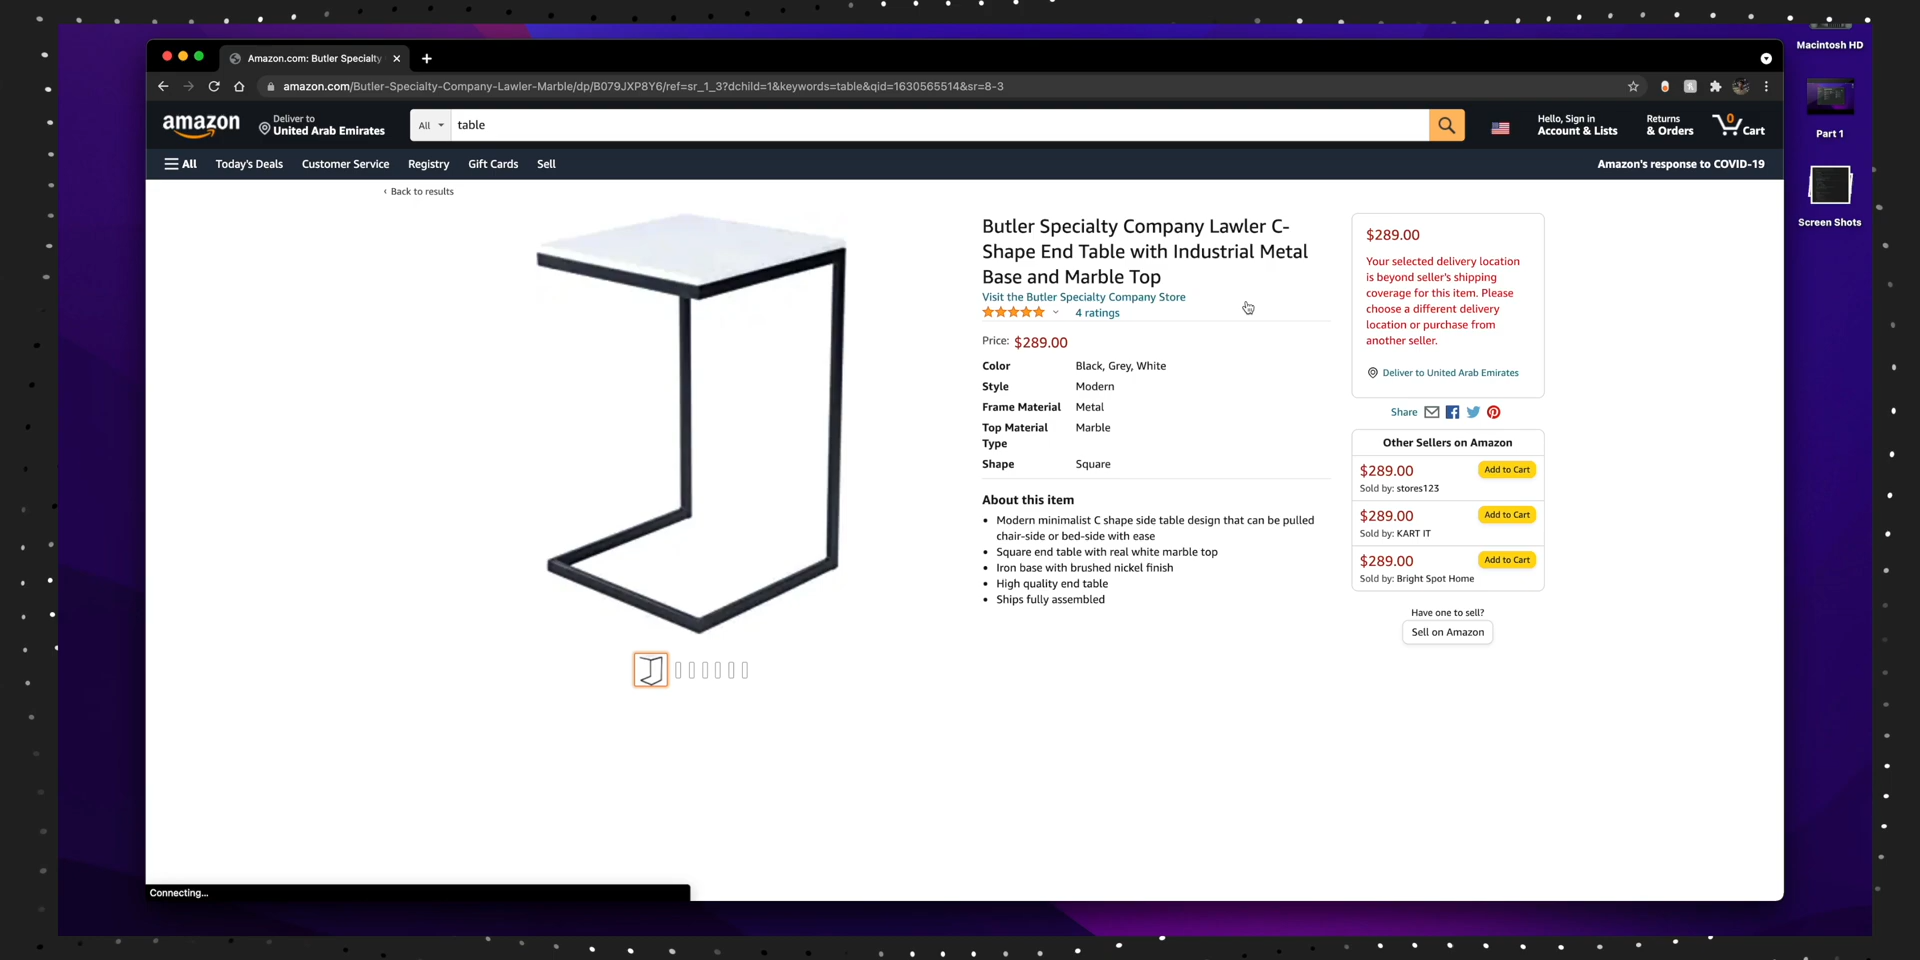 Macintosh HD
Part 1
Screen Shots
Amazon.com: Butler Specialty
amazon.com/Butler-Specialty-Company-Lawler-Marble/dp/B079JXP8Y6/ref=sr_1_3?dchild=1&keywords=table&qid=1630565514&sr=8-3
amazon
Deliver to
United Arab Emirates
All
table
Hello, Sign in
Account & Lists
Returns
& Orders
0
Cart
All
Today's Deals
Customer Service
Registry
Gift Cards
Sell
Amazon's response to COVID-19
‹ Back to results
Butler Specialty Company Lawler C-
Shape End Table with Industrial Metal
Base and Marble Top
Visit the Butler Specialty Company Store
4 ratings
Price: $289.00
Color Black, Grey, White
Style Modern
Frame Material Metal
Top Material Marble
Type
Shape Square
About this item
• Modern minimalist C shape side table design that can be pulled
chair-side or bed-side with ease
• Square end table with real white marble top
• Iron base with brushed nickel finish
• High quality end table
• Ships fully assembled
$289.00
Your selected delivery location
is beyond seller's shipping
coverage for this item. Please
choose a different delivery
location or purchase from
another seller.
Deliver to United Arab Emirates
Share
Other Sellers on Amazon
$289.00 Add to Cart
Sold by: stores123
$289.00 Add to Cart
Sold by: KART IT
$289.00 Add to Cart
Sold by: Bright Spot Home
Have one to sell?
Sell on Amazon
Connecting...